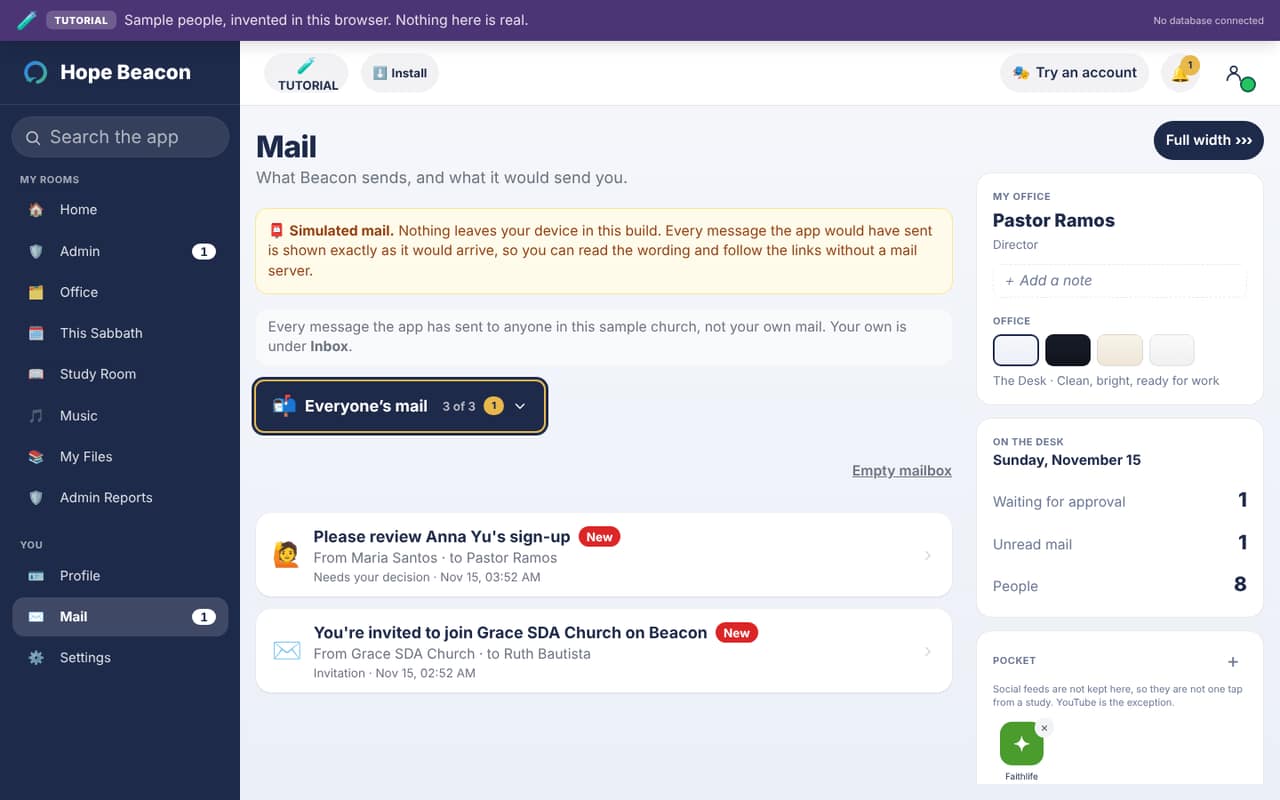 TUTORIAL Sample people, invented in this browser. Nothing here is real.
No database connected
Hope Beacon
TUTORIAL
Install
Try an account
1
Search the app
MY ROOMS
Home
Admin 1
Office
This Sabbath
Study Room
Music
My Files
Admin Reports
YOU
Profile
Mail 1
Settings
Mail
What Beacon sends, and what it would send you.
Simulated mail. Nothing leaves your device in this build. Every message the app would have sent
is shown exactly as it would arrive, so you can read the wording and follow the links without a mail
server.
Every message the app has sent to anyone in this sample church, not your own mail. Your own is
under Inbox.
Everyone’s mail 3 of 3 1
Empty mailbox
Please review Anna Yu's sign-up New
From Maria Santos · to Pastor Ramos
Needs your decision · Nov 15, 03:52 AM
You're invited to join Grace SDA Church on Beacon New
From Grace SDA Church · to Ruth Bautista
Invitation · Nov 15, 02:52 AM
Full width ›››
MY OFFICE
Pastor Ramos
Director
+ Add a note
OFFICE
The Desk · Clean, bright, ready for work
ON THE DESK
Sunday, November 15
Waiting for approval 1
Unread mail 1
People 8
POCKET +
Social feeds are not kept here, so they are not one tap
from a study. YouTube is the exception.
×
Faithlife